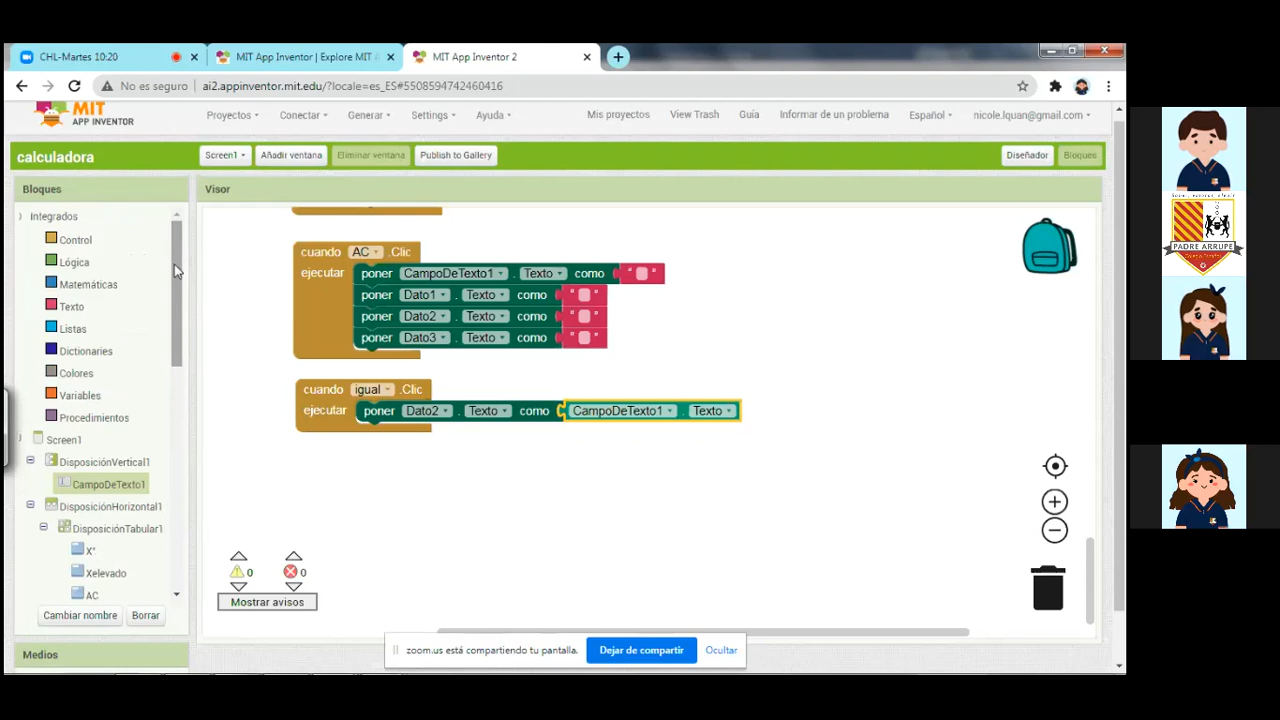 CHL-Martes 10:20
MIT App Inventor | Explore MIT
MIT App Inventor 2
No es seguro
ai2.appinventor.mit.edu/?locale=es_ES#5508594742460416
MIT
APP INVENTOR
Proyectos
Conectar
Generar
Settings
Ayuda
Mis proyectos
View Trash
Guía
Informar de un problema
Español
nicole.lquan@gmail.com
calculadora
Screen1
Añadir ventana
Eliminar ventana
Publish to Gallery
Diseñador
Bloques
Bloques
Visor
Integrados
Control
Lógica
Matemáticas
Texto
Listas
Dictionaries
Colores
Variables
Procedimientos
Screen1
DisposiciónVertical1
CampoDeTexto1
DisposiciónHorizontal1
DisposiciónTabular1
X"
Xelevado
AC
Cambiar nombre
Borrar
Medios
cuando AC .Clic
ejecutar poner CampoDeTexto1 . Texto como " "
poner Dato1 . Texto como " "
poner Dato2 . Texto como " "
poner Dato3 . Texto como " "
cuando igual .Clic
ejecutar poner Dato2 . Texto como CampoDeTexto1 . Texto
0
0
Mostrar avisos
zoom.us está compartiendo tu pantalla.
Dejar de compartir
Ocultar
PADRE ARRUPE